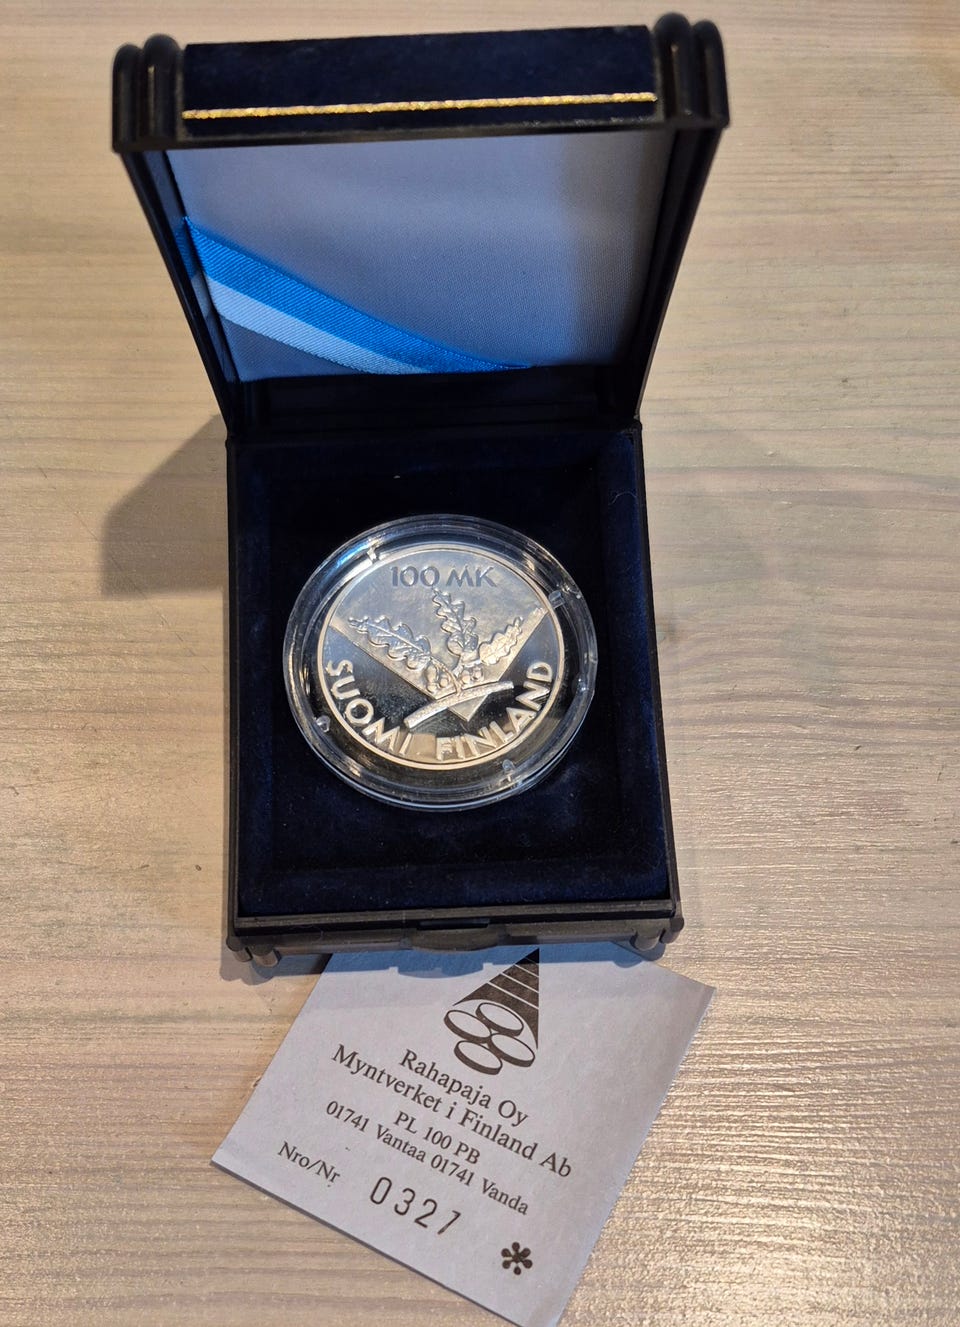 100 MK
SUOMI FINLAND
Rahapaja Oy
Myntverket i Finland Ab
PL 100 PB
01741 Vantaa 01741 Vanda
Nro/Nr 0327
*